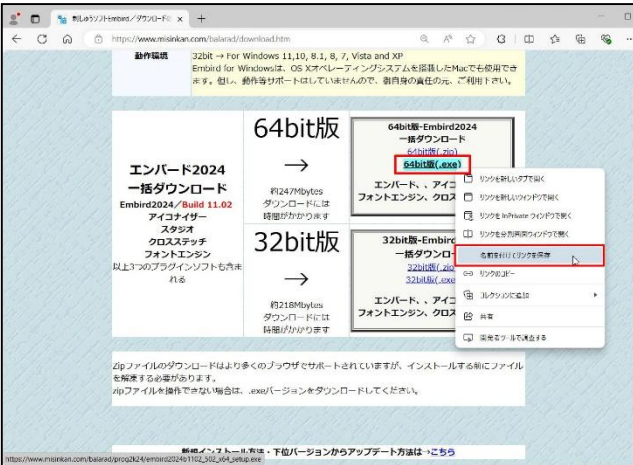 刺しゅうソフトEmbird／ダウンロード
https://www.misinkan.com/balarad/download.htm
動作環境
32bit → For Windows 11,10, 8.1, 8, 7, Vista and XP
Embird for Windowsは、OS Xオペレーティングシステムを搭載したMacでも使用できます。但し、動作等サポートはしていませんので、御自身の責任の元、ご利用下さい。
エンバード2024
一括ダウンロード
Embird2024／Build 11.02
アイコナイザー
スタジオ
クロスステッチ
フォントエンジン
以上3つのプラグインソフトも含まれる
64bit版
→
約247Mbytes
ダウンロードには
時間がかかります
64bit版-Embird2024
一括ダウンロード
64bit版(.zip)
64bit版(.exe)
エンバード、、アイコ
フォントエンジン、クロス
32bit版
→
約218Mbytes
ダウンロードには
時間がかかります
32bit版-Embird
一括ダウンロー
32bit版(.zip
32bit版(.exe
エンバード、、アイコ
フォントエンジン、クロス
リンクを新しいタブで開く
リンクを新しいウィンドウで開く
リンクを InPrivate ウィンドウで開く
リンクを分割画面ウィンドウで開く
名前を付けてリンクを保存
リンクのコピー
コレクションに追加
共有
開発者ツールで調査する
Zipファイルのダウンロードはより多くのブラウザでサポートされていますが、インストールする前にファイル
を解凍する必要があります。
zipファイルを操作できない場合は、.exeバージョンをダウンロードしてください。
新規インストール方法・下位バージョンからアップデート方法は→こちら
https://www.misinkan.com/balarad/prog2k24/embird2024b1102_502_x64_setup.exe